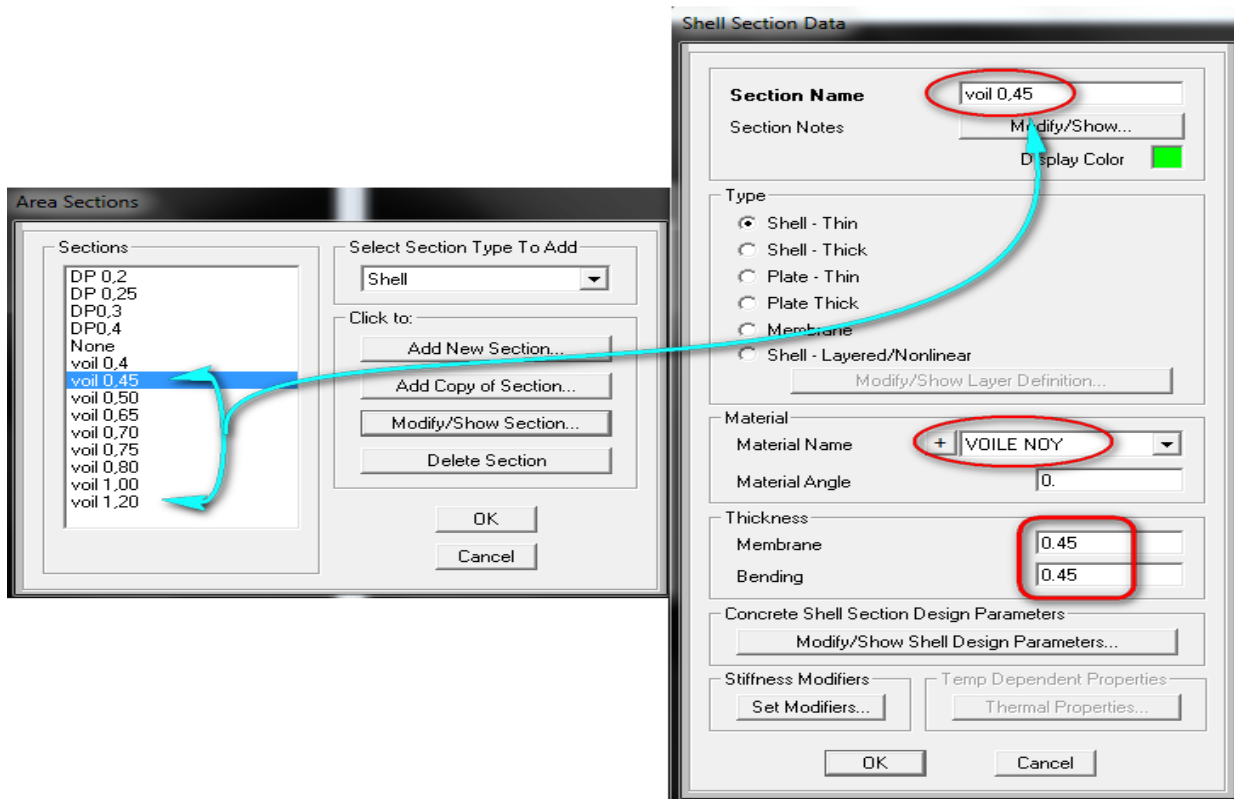 Area Sections
Sections
DP 0,2
DP 0,25
DP0,3
DP0,4
None
voil 0,4
voil 0,45
voil 0,50
voil 0,65
voil 0,70
voil 0,75
voil 0,80
voil 1,00
voil 1,20
Select Section Type To Add
Shell
Click to:
Add New Section...
Add Copy of Section...
Modify/Show Section...
Delete Section
OK
Cancel
Shell Section Data
Section Name voil 0,45
Section Notes Modify/Show...
Display Color
Type
Shell - Thin
Shell - Thick
Plate - Thin
Plate Thick
Membrane
Shell - Layered/Nonlinear
Modify/Show Layer Definition...
Material
Material Name + VOILE NOY
Material Angle 0.
Thickness
Membrane 0.45
Bending 0.45
Concrete Shell Section Design Parameters
Modify/Show Shell Design Parameters...
Stiffness Modifiers
Set Modifiers...
Temp Dependent Properties
Thermal Properties...
OK Cancel